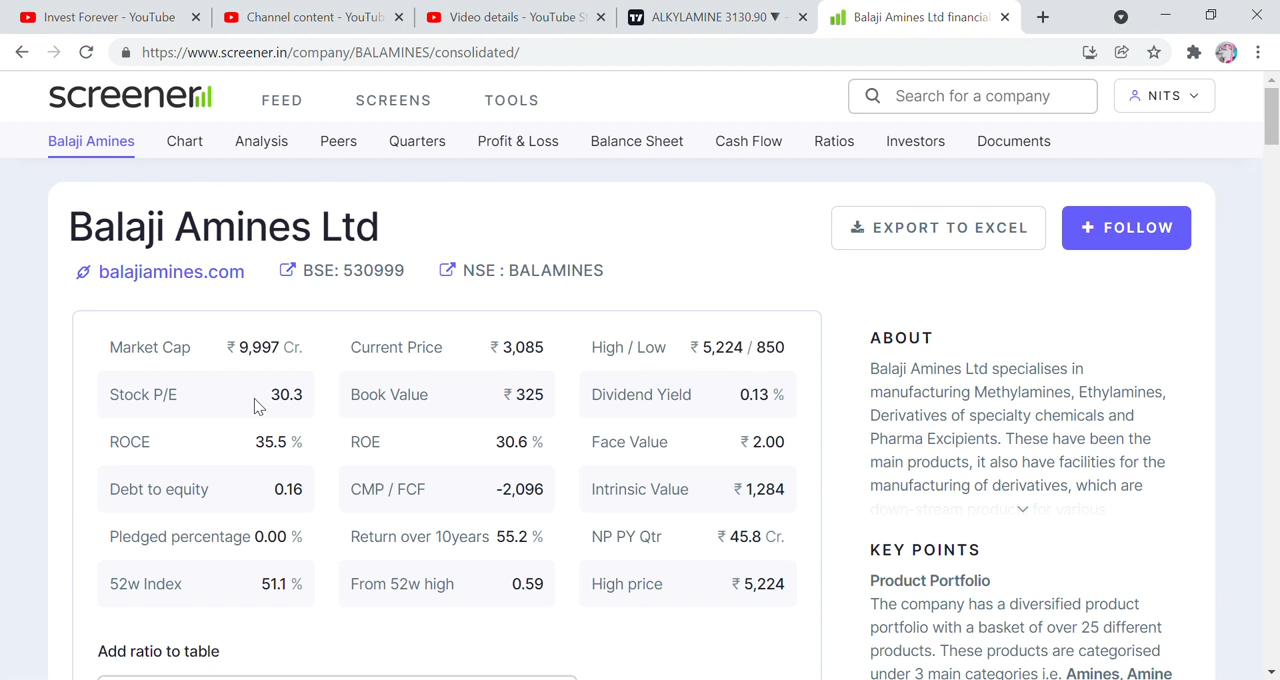 Invest Forever - YouTube
Channel content - YouTub
Video details - YouTube S
ALKYLAMINE 3130.90 ▼
Balaji Amines Ltd financial
https://www.screener.in/company/BALAMINES/consolidated/
screener
FEED SCREENS TOOLS
Search for a company
NITS
Balaji Amines Chart Analysis Peers Quarters Profit & Loss Balance Sheet Cash Flow Ratios Investors Documents
Balaji Amines Ltd
EXPORT TO EXCEL
+ FOLLOW
balajiamines.com BSE: 530999 NSE : BALAMINES
Market Cap ₹ 9,997 Cr. Current Price ₹ 3,085 High / Low ₹ 5,224 / 850
Stock P/E 30.3 Book Value ₹ 325 Dividend Yield 0.13 %
ROCE 35.5 % ROE 30.6 % Face Value ₹ 2.00
Debt to equity 0.16 CMP / FCF -2,096 Intrinsic Value ₹ 1,284
Pledged percentage 0.00 % Return over 10years 55.2 % NP PY Qtr ₹ 45.8 Cr.
52w Index 51.1 % From 52w high 0.59 High price ₹ 5,224
Add ratio to table
ABOUT
Balaji Amines Ltd specialises in
manufacturing Methylamines, Ethylamines,
Derivatives of specialty chemicals and
Pharma Excipients. These have been the
main products, it also have facilities for the
manufacturing of derivatives, which are
down-stream products for various
KEY POINTS
Product Portfolio
The company has a diversified product
portfolio with a basket of over 25 different
products. These products are categorised
under 3 main categories i.e. Amines, Amine